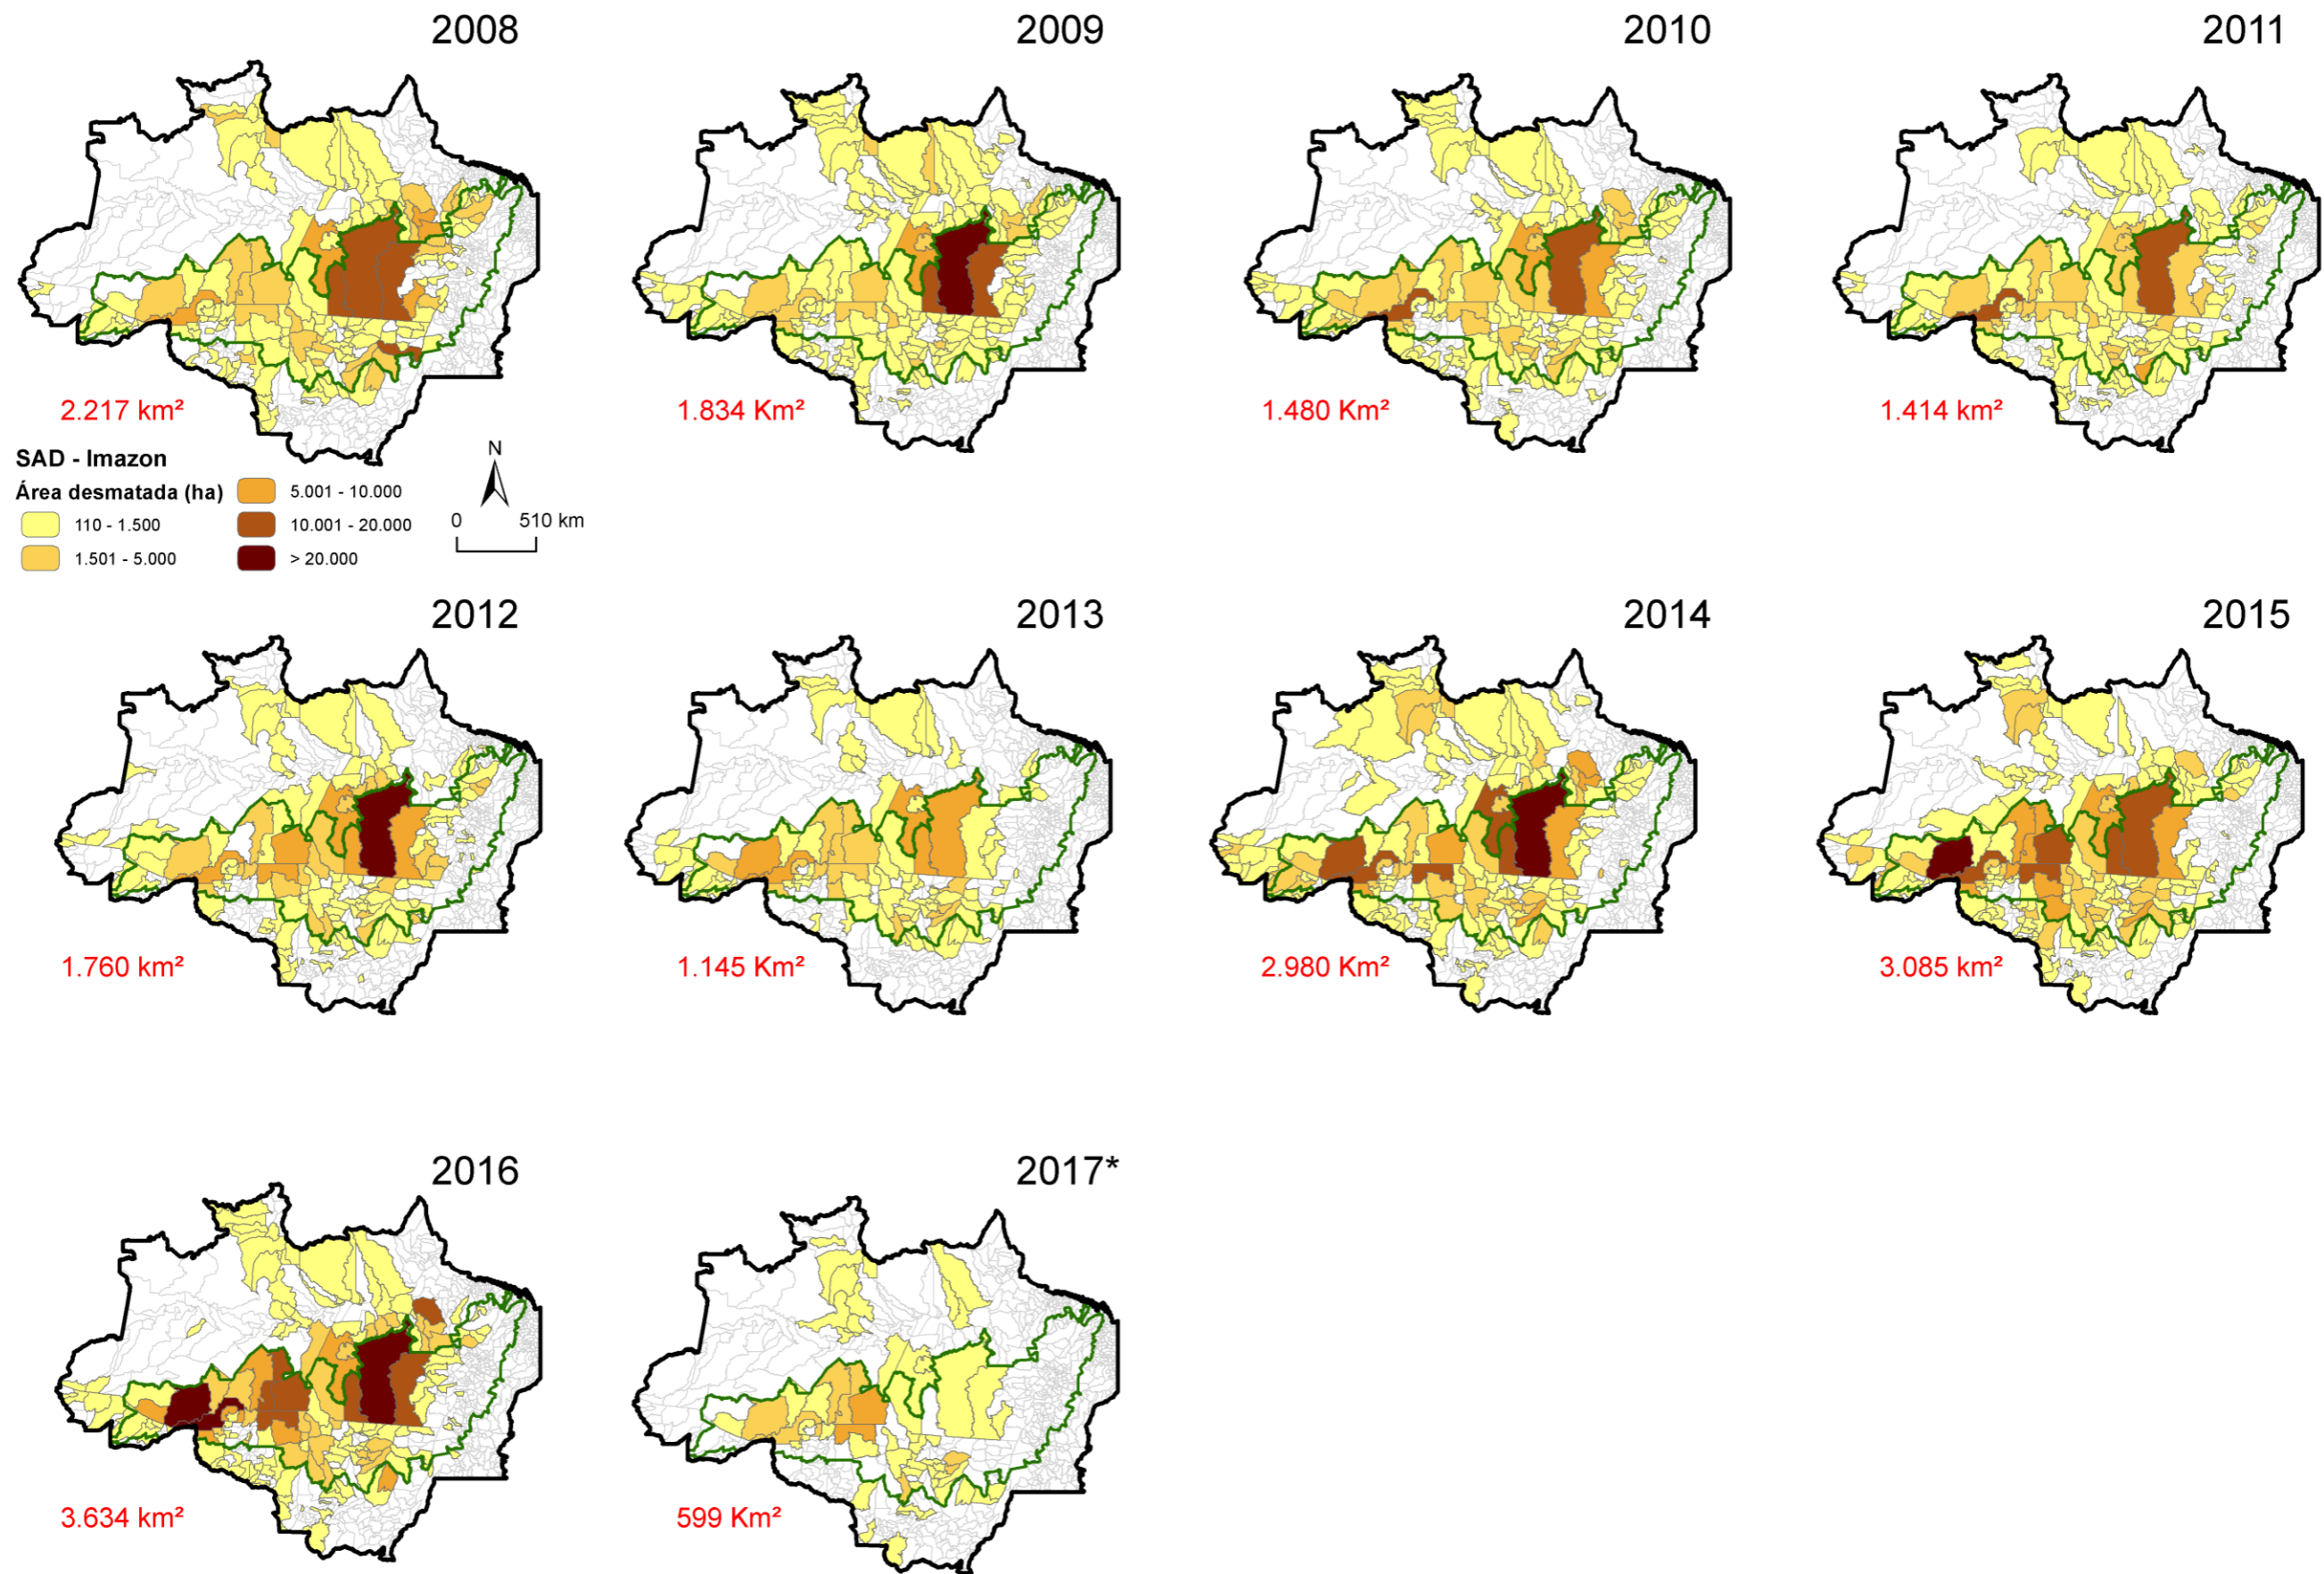 2008
2009
2010
2011
2.217 km²
1.834 Km²
1.480 Km²
1.414 km²
SAD - Imazon
Área desmatada (ha)
110 - 1.500
1.501 - 5.000
5.001 - 10.000
10.001 - 20.000
> 20.000
N
0 510 km
2012
2013
2014
2015
1.760 km²
1.145 Km²
2.980 Km²
3.085 km²
2016
2017*
3.634 km²
599 Km²